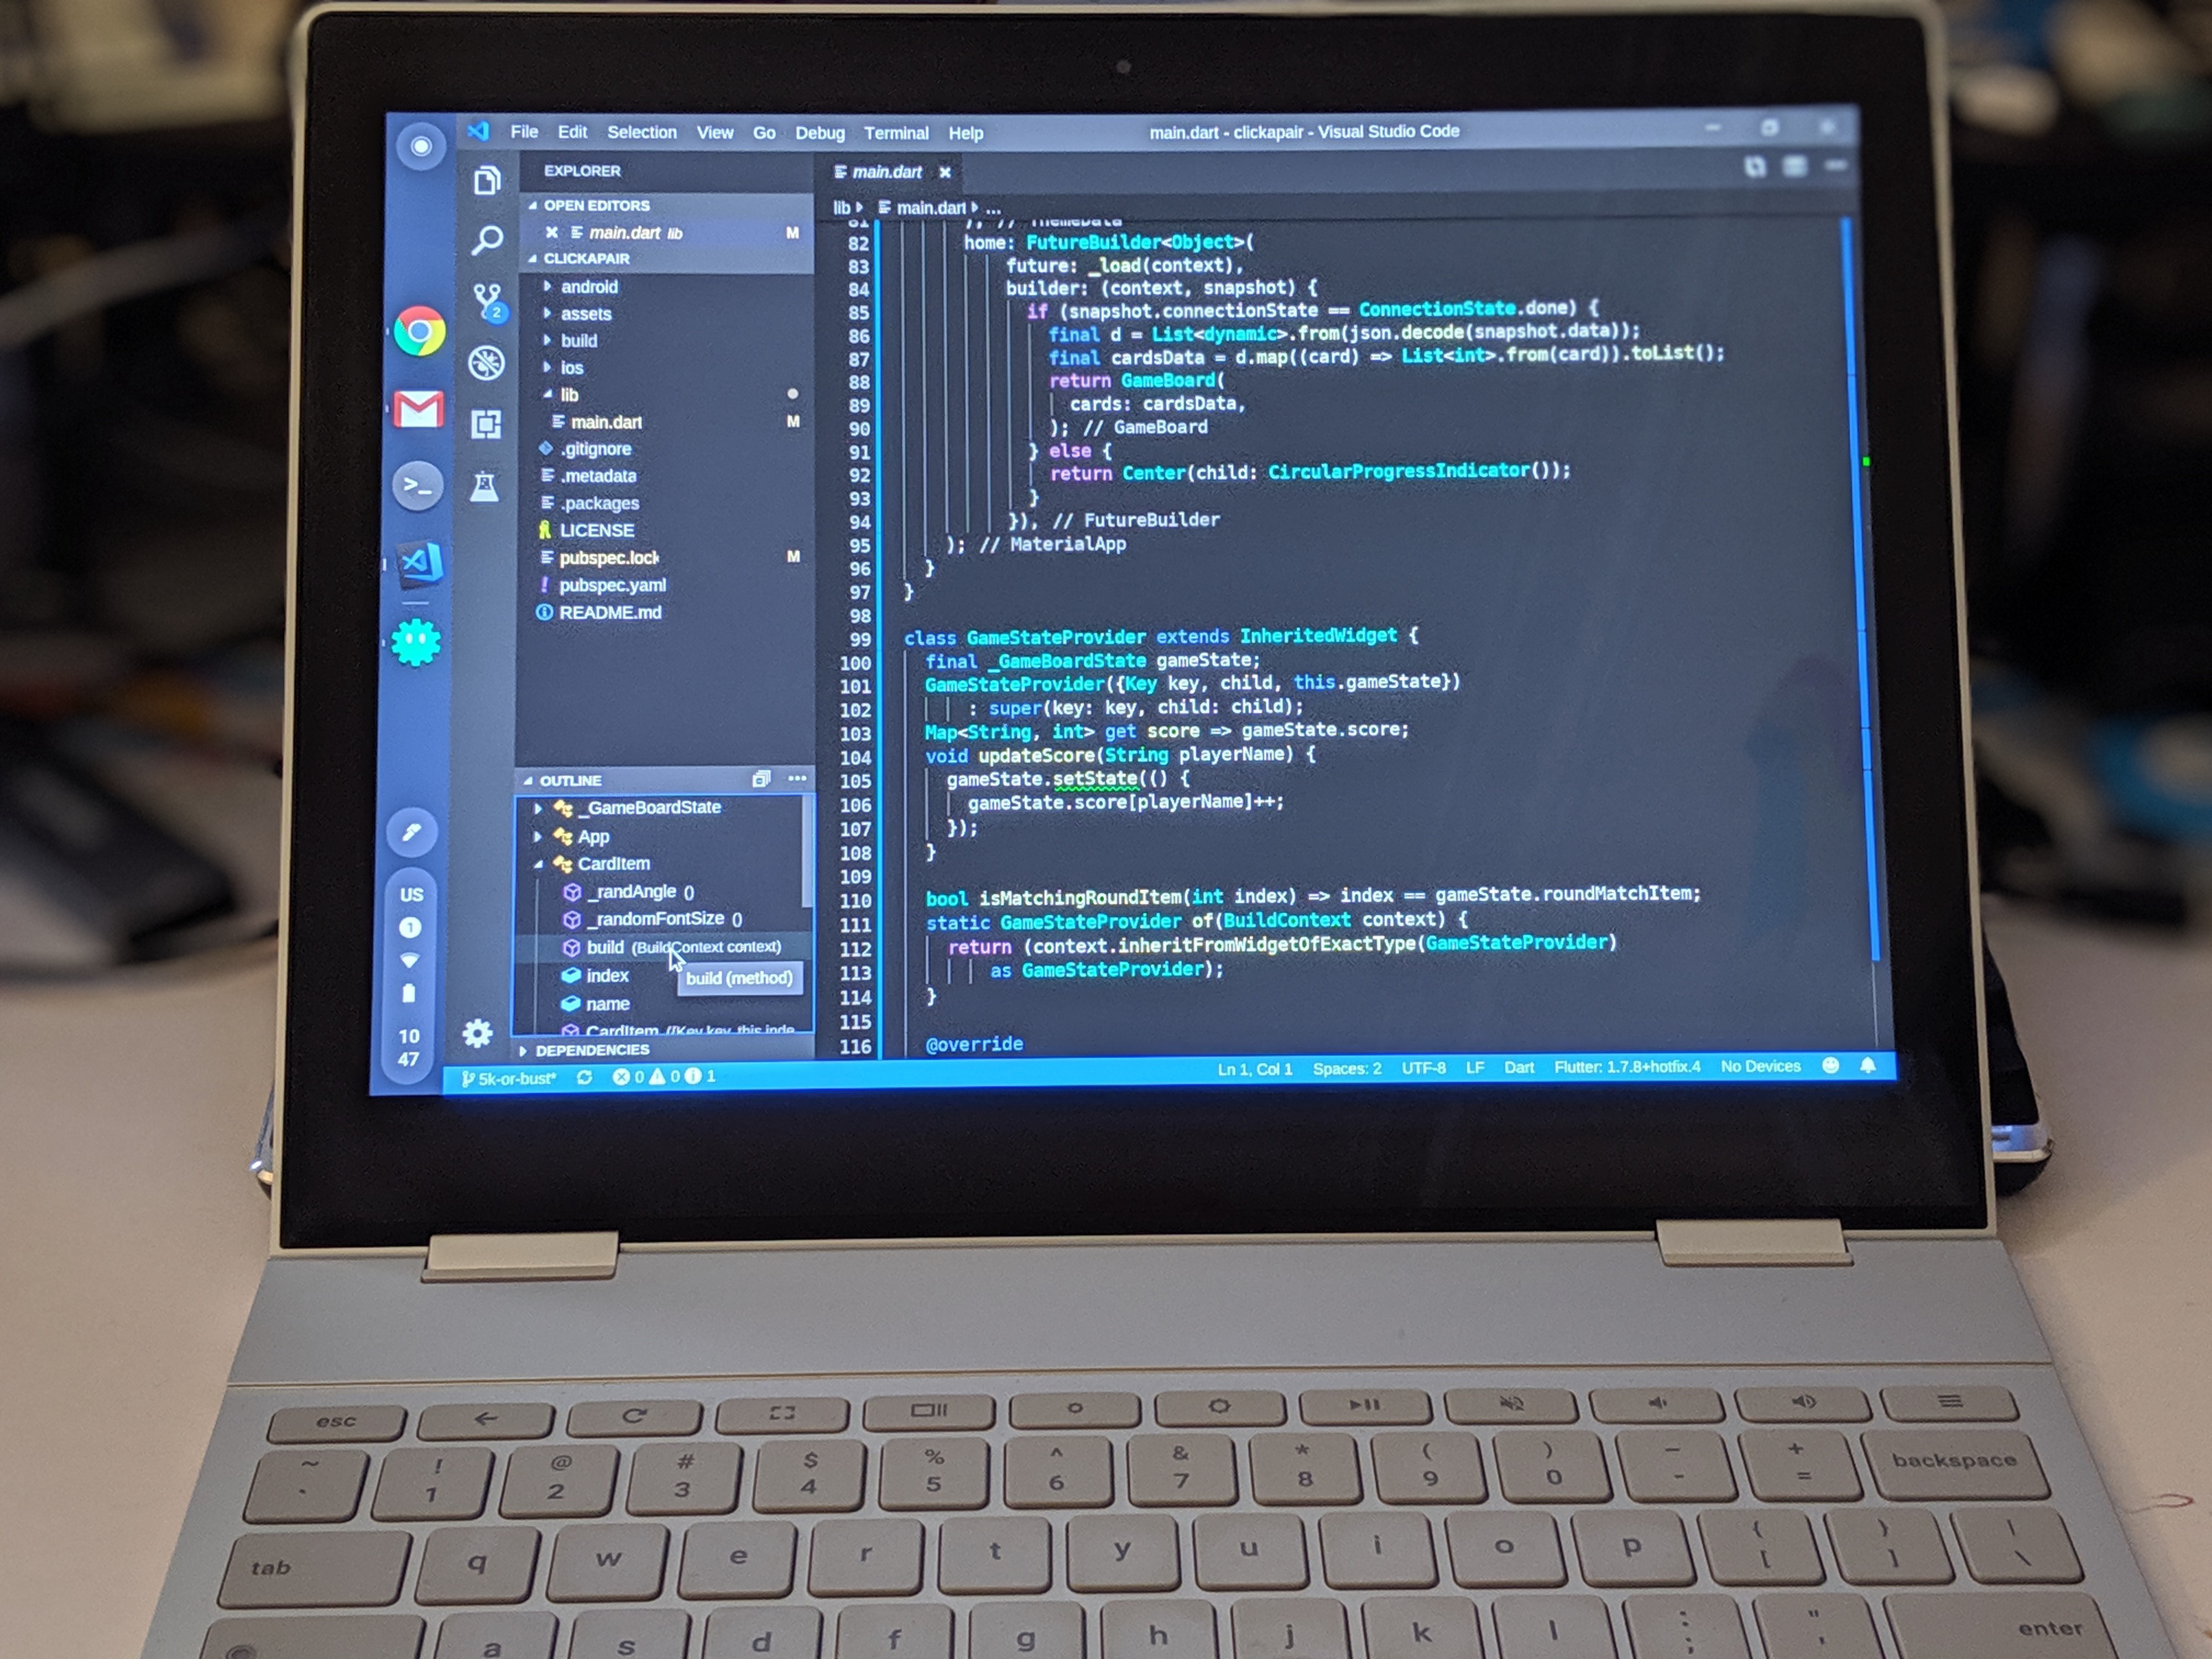 File Edit Selection View Go Debug Terminal Help
main.dart - clickapair - Visual Studio Code
EXPLORER
OPEN EDITORS
main.dart lib M
CLICKAPAIR
android
assets
2
build
ios
lib
main.dart M
.gitignore
.metadata
.packages
LICENSE
pubspec.lock M
pubspec.yaml
README.md
OUTLINE
_GameBoardState
App
CardItem
_randAngle ()
_randomFontSize ()
build (BuildContext context)
build (method)
index
name
CardItem ({Key key, this.inde
DEPENDENCIES
US
1
10
47
main.dart
lib main.dart ...
81 ); // ThemeData
82 home: FutureBuilder<Object>(
83 future: _load(context),
84 builder: (context, snapshot) {
85 if (snapshot.connectionState == ConnectionState.done) {
86 final d = List<dynamic>.from(json.decode(snapshot.data));
87 final cardsData = d.map((card) => List<int>.from(card)).toList();
88 return GameBoard(
89 cards: cardsData,
90 ); // GameBoard
91 } else {
92 return Center(child: CircularProgressIndicator());
93 }
94 }), // FutureBuilder
95 ); // MaterialApp
96 }
97 }
98
99 class GameStateProvider extends InheritedWidget {
100 final _GameBoardState gameState;
101 GameStateProvider({Key key, child, this.gameState})
102 : super(key: key, child: child);
103 Map<String, int> get score => gameState.score;
104 void updateScore(String playerName) {
105 gameState.setState(() {
106 gameState.score[playerName]++;
107 });
108 }
109
110 bool isMatchingRoundItem(int index) => index == gameState.roundMatchItem;
111 static GameStateProvider of(BuildContext context) {
112 return (context.inheritFromWidgetOfExactType(GameStateProvider)
113 as GameStateProvider);
114 }
115
116 @override
5k-or-bust* 0 0 1
Ln 1, Col 1 Spaces: 2 UTF-8 LF Dart Flutter: 1.7.8+hotfix.4 No Devices
esc
~ ! @ # $ % ^ & * ( ) _ + backspace
` 1 2 3 4 5 6 7 8 9 0 - =
tab q w e r t y u i o p { [ } ] | \
a s d f g h j k l : ; " ' enter